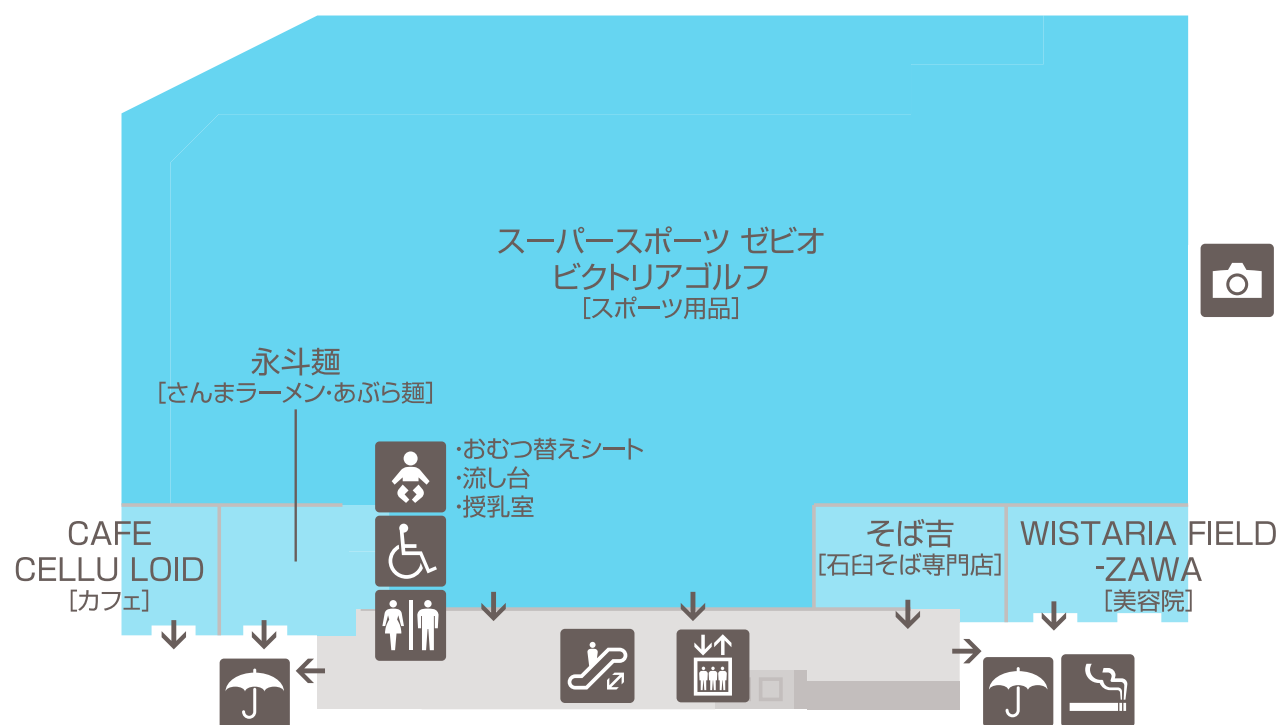 スーパースポーツ ゼビオ
ビクトリアゴルフ
[スポーツ用品]
永斗麺
[さんまラーメン・あぶら麺]
・おむつ替えシート
・流し台
・授乳室
CAFE
CELLU LOID
[カフェ]
そば吉
[石臼そば専門店]
WISTARIA FIELD
-ZAWA
[美容院]